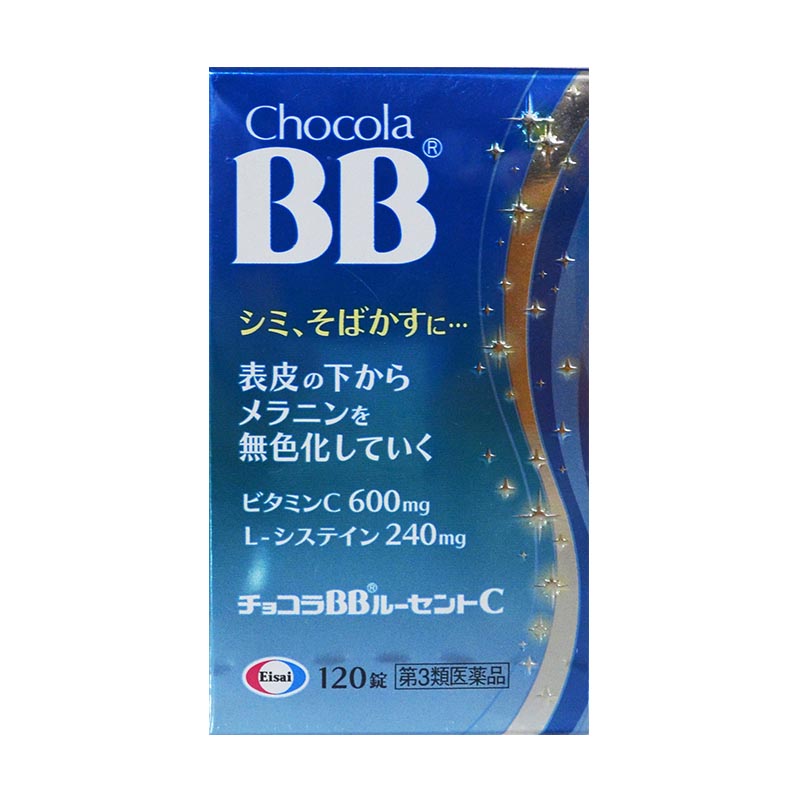 Chocola
BB®
シミ、そばかすに…
表皮の下から
メラニンを
無色化していく
ビタミンC 600mg
L-システイン 240mg
チョコラBB®ルーセントC
Eisai 120錠 第3類医薬品